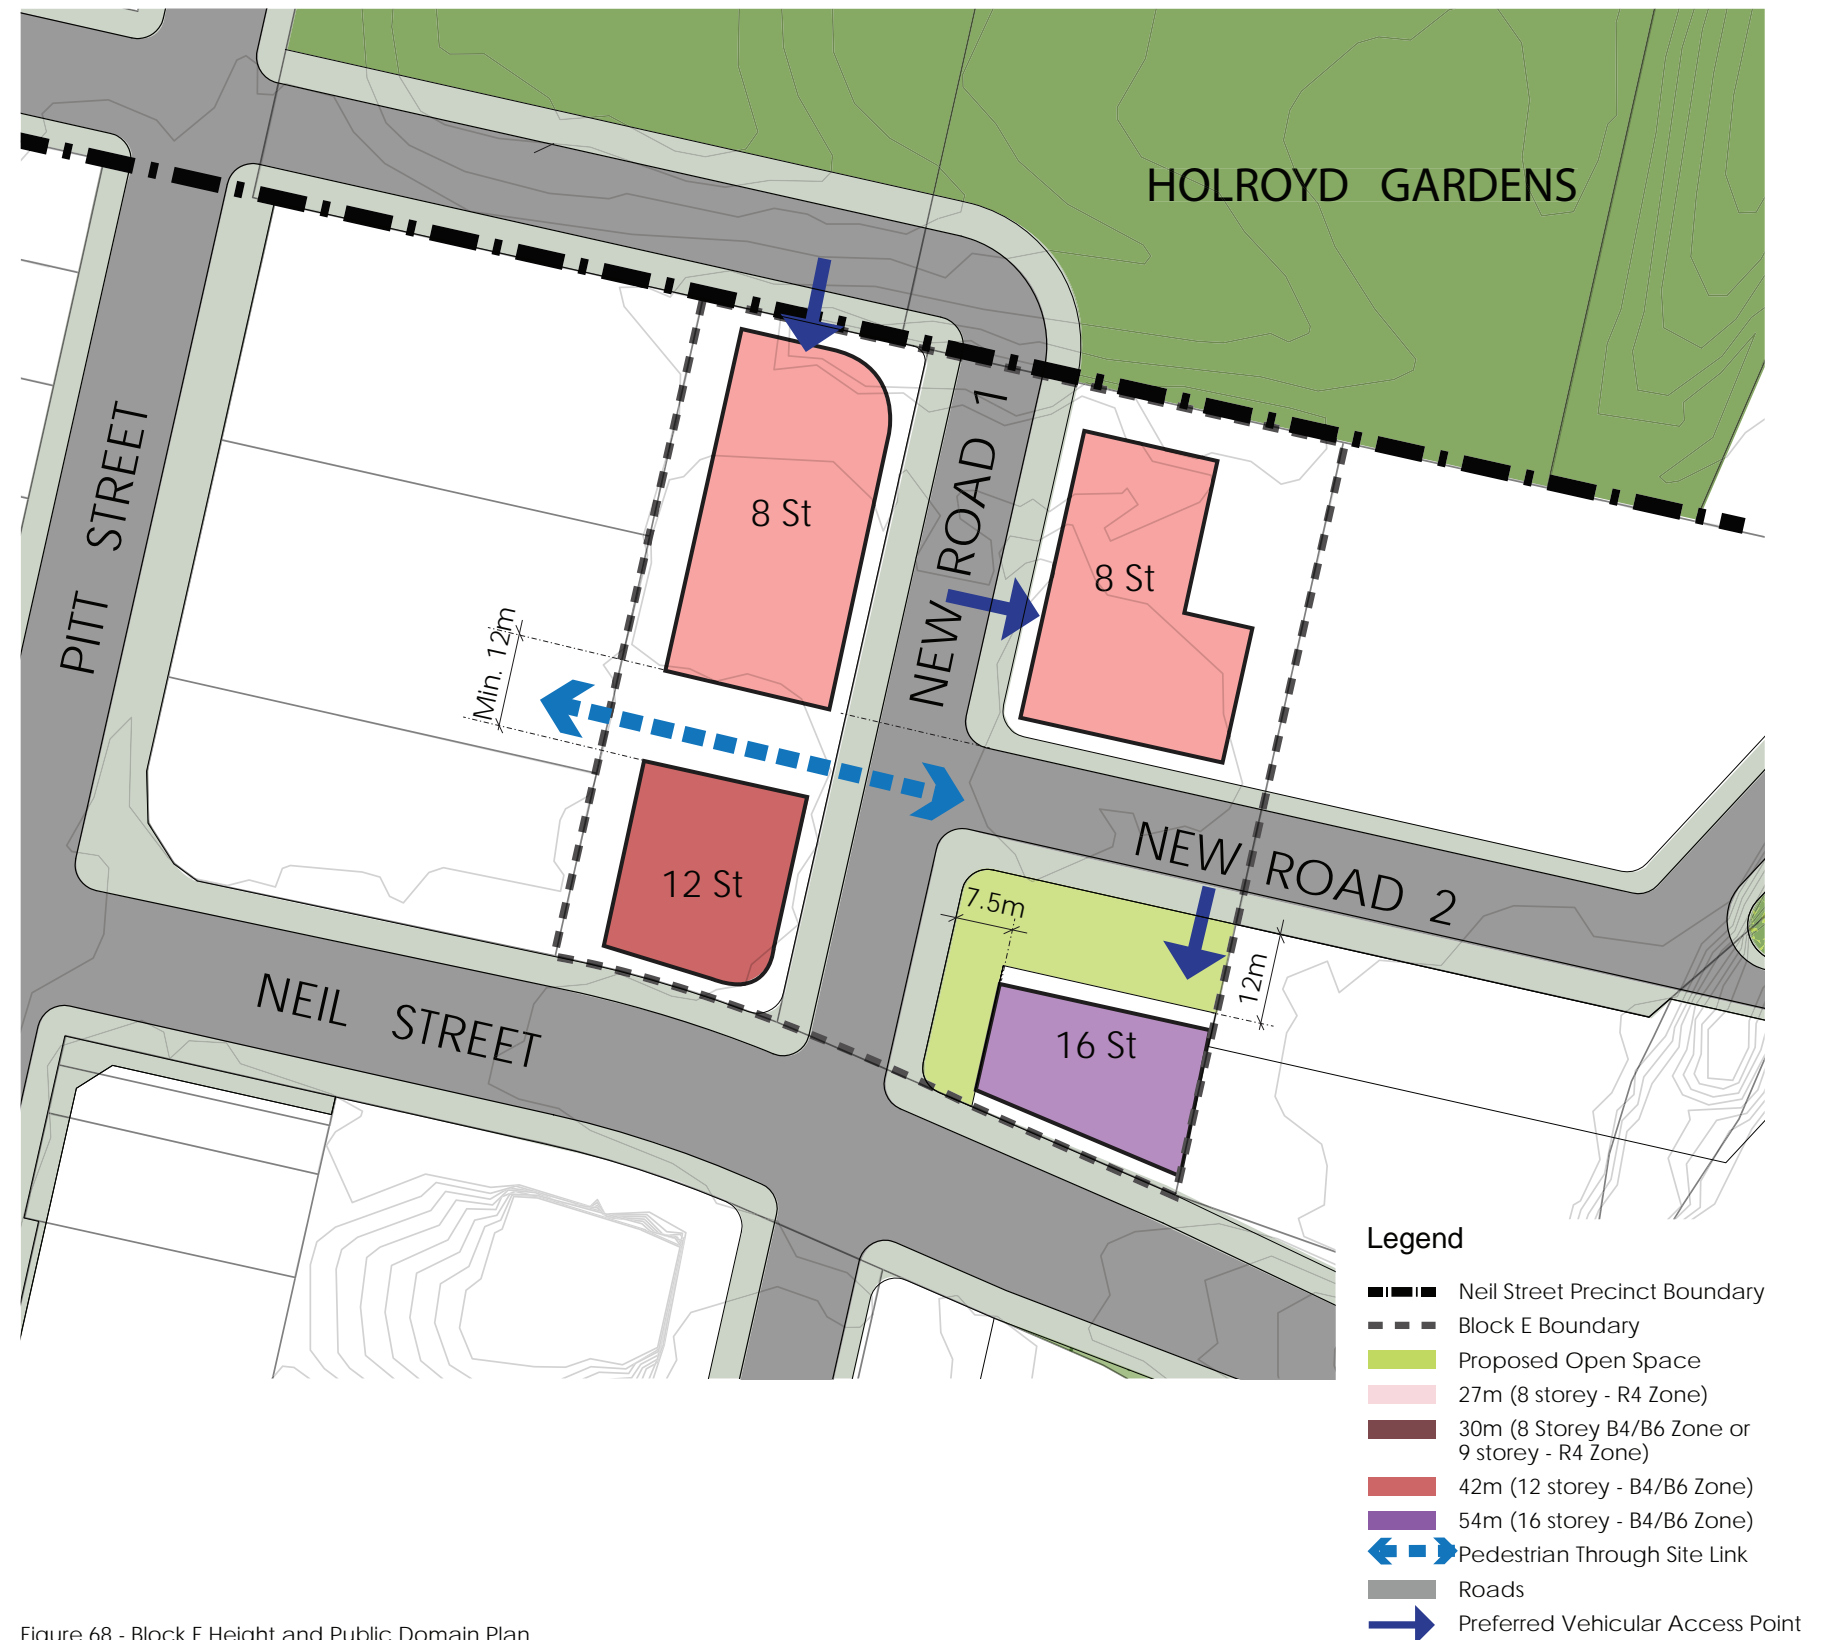 HOLROYD GARDENS
PITT STREET
NEW ROAD 1
8 St
8 St
Min. 12m
12 St
NEW ROAD 2
7.5m
12m
16 St
NEIL STREET
Legend
Neil Street Precinct Boundary
Block E Boundary
Proposed Open Space
27m (8 storey - R4 Zone)
30m (8 Storey B4/B6 Zone or
9 storey - R4 Zone)
42m (12 storey - B4/B6 Zone)
54m (16 storey - B4/B6 Zone)
Pedestrian Through Site Link
Roads
Preferred Vehicular Access Point
Figure 68 - Block E Height and Public Domain Plan